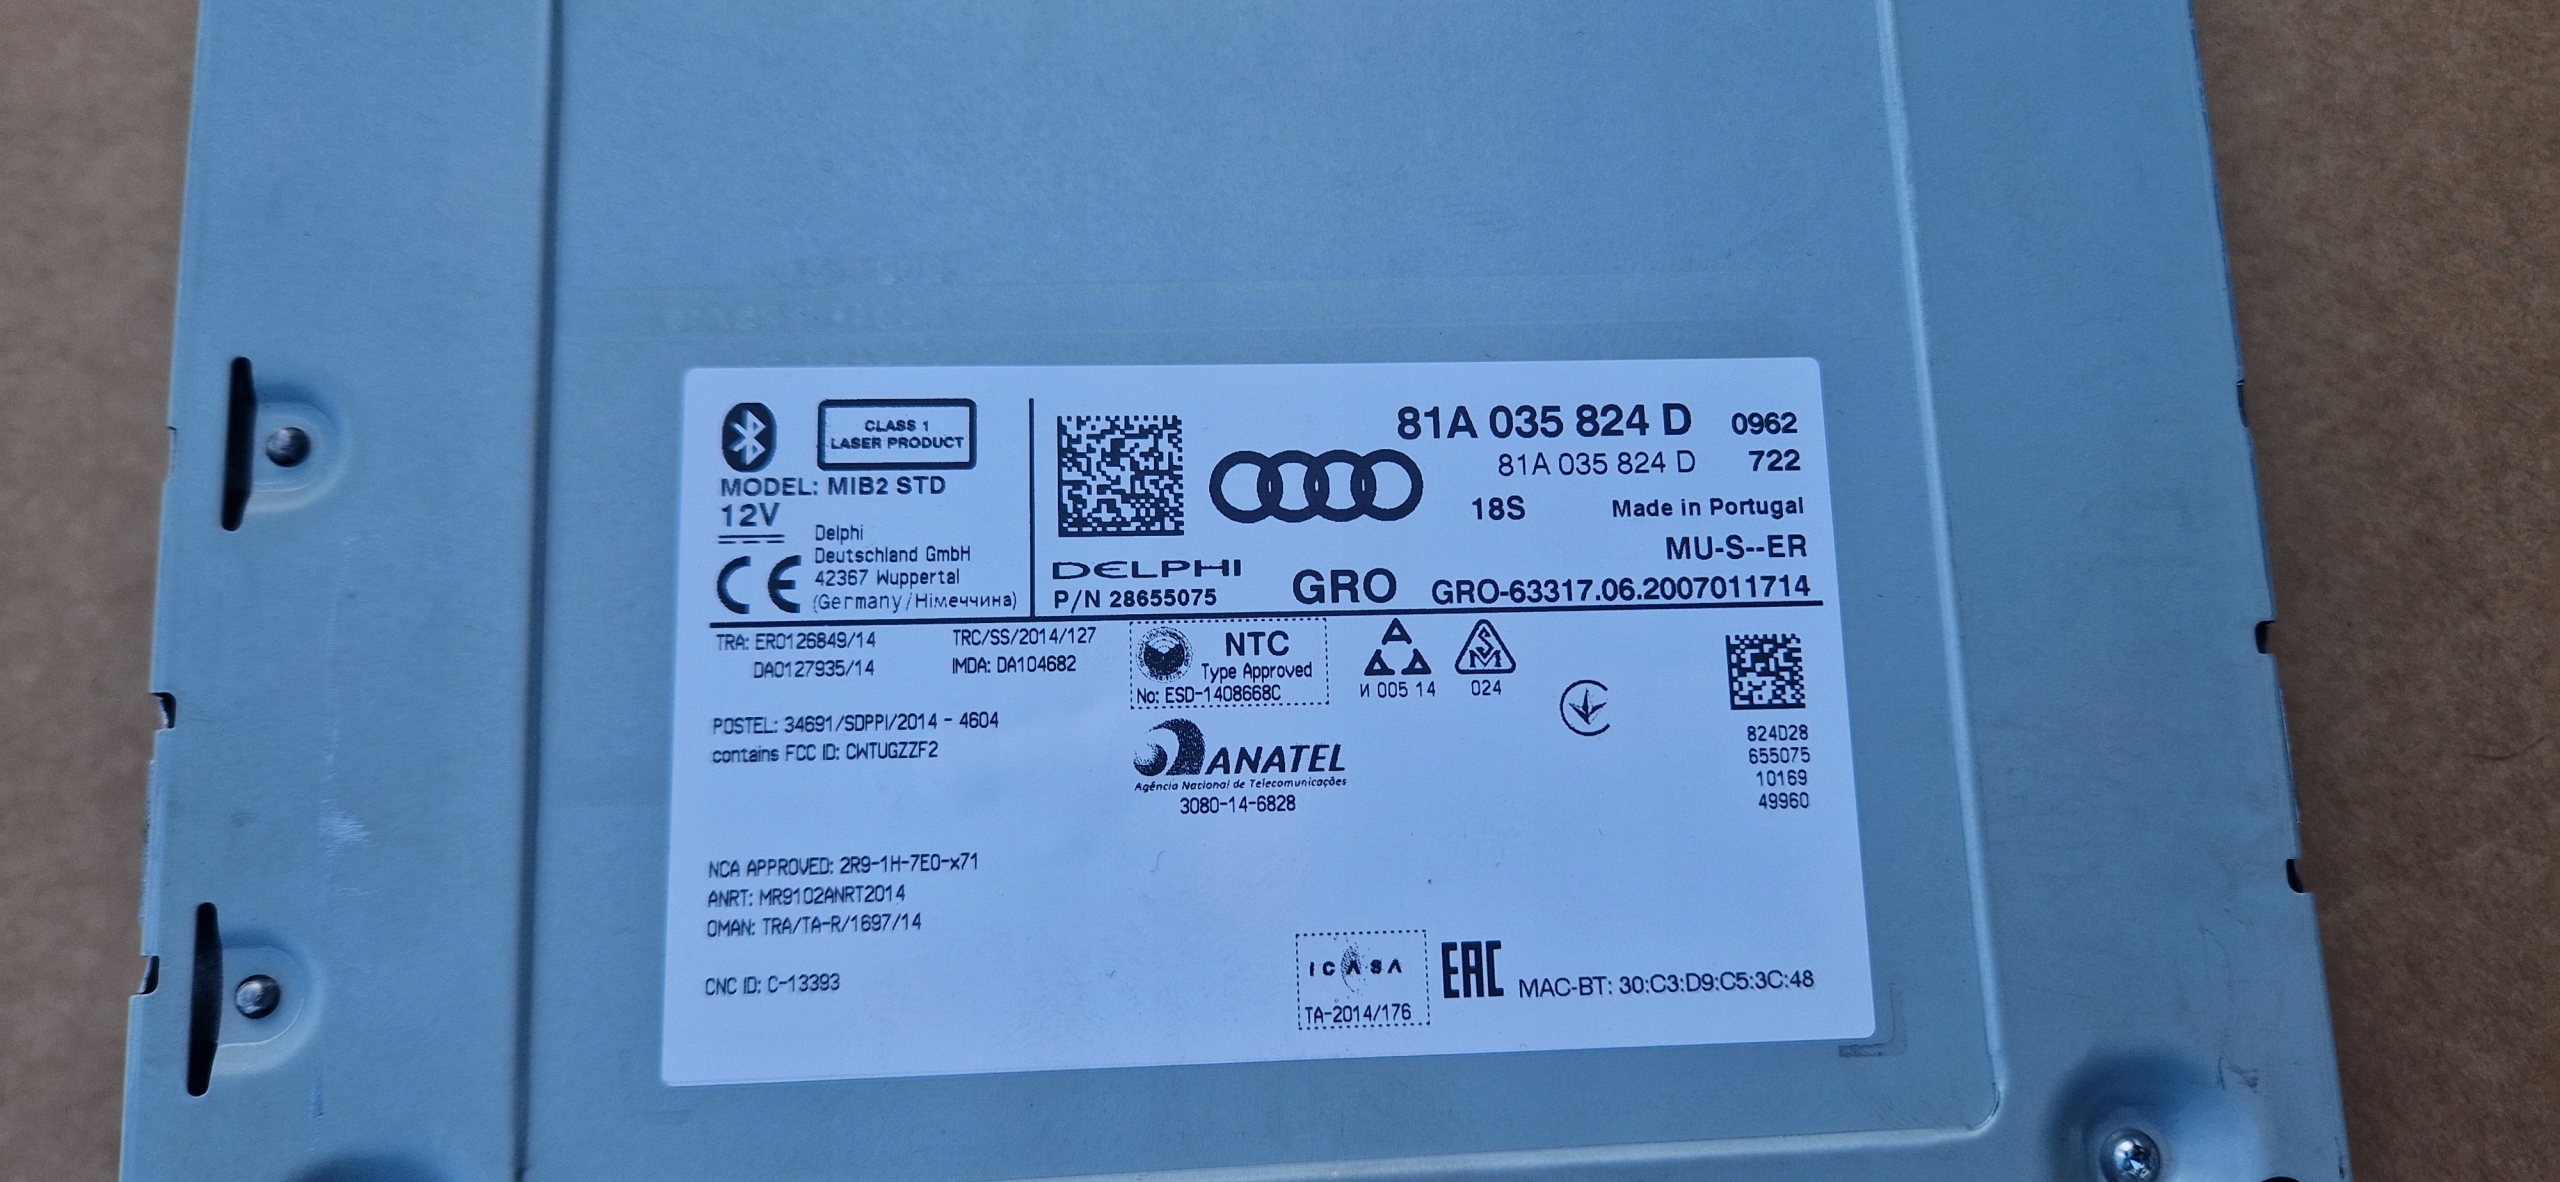 CLASS 1
LASER PRODUCT
MODEL: MIB2 STD
12V
Delphi
Deutschland GmbH
42367 Wuppertal
(Germany/Німеччина)
81A 035 824 D 0962
81A 035 824 D 722
18S Made in Portugal
MU-S--ER
DELPHI
P/N 28655075
GRO GRO-63317.06.2007011714
TRA: ER0126849/14
DA0127935/14
TRC/SS/2014/127
IMDA: DA104682
NTC
Type Approved
No: ESD-1408668C
И 005 14
024
POSTEL: 34691/SDPPI/2014 - 4604
contains FCC ID: CWTUGZZF2
ANATEL
Agência Nacional de Telecomunicações
3080-14-6828
824D28
655075
10169
49960
NCA APPROVED: 2R9-1H-7E0-x71
ANRT: MR9102ANRT2014
OMAN: TRA/TA-R/1697/14
CNC ID: C-13393
ICASA
TA-2014/176
EAC
MAC-BT: 30:C3:D9:C5:3C:48